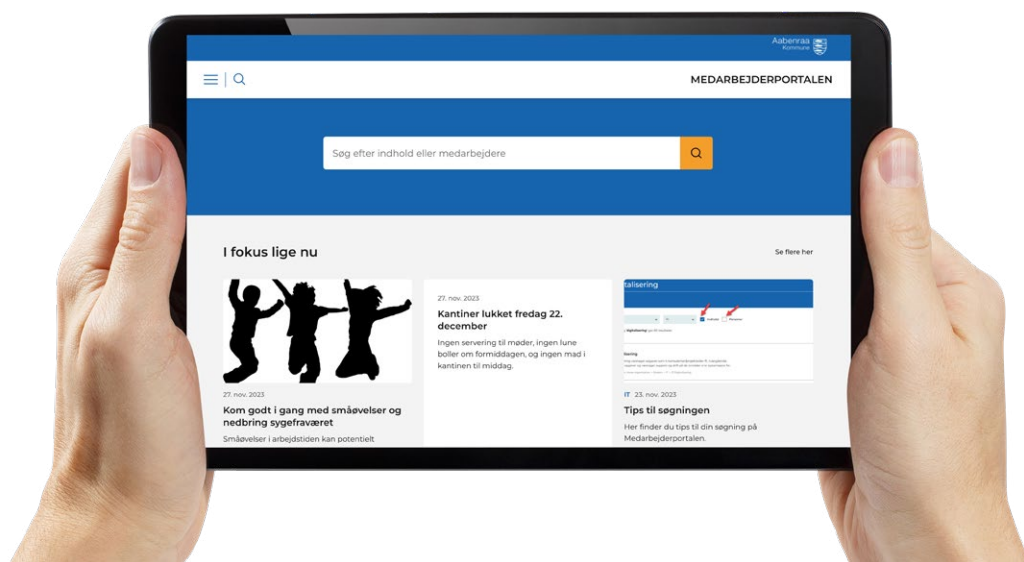 Aabenraa
Kommune
MEDARBEJDERPORTALEN
Søg efter indhold eller medarbejdere
I fokus lige nu
Se flere her
27. nov. 2023
Kom godt i gang med småøvelser og
nedbring sygefraværet
Småøvelser i arbejdstiden kan potentielt
27. nov. 2023
Kantiner lukket fredag 22.
december
Ingen servering til møder, ingen lune
boller om formiddagen, og ingen mad i
kantinen til middag.
talisering
IT 23. nov. 2023
Tips til søgningen
Her finder du tips til din søgning på
Medarbejderportalen.